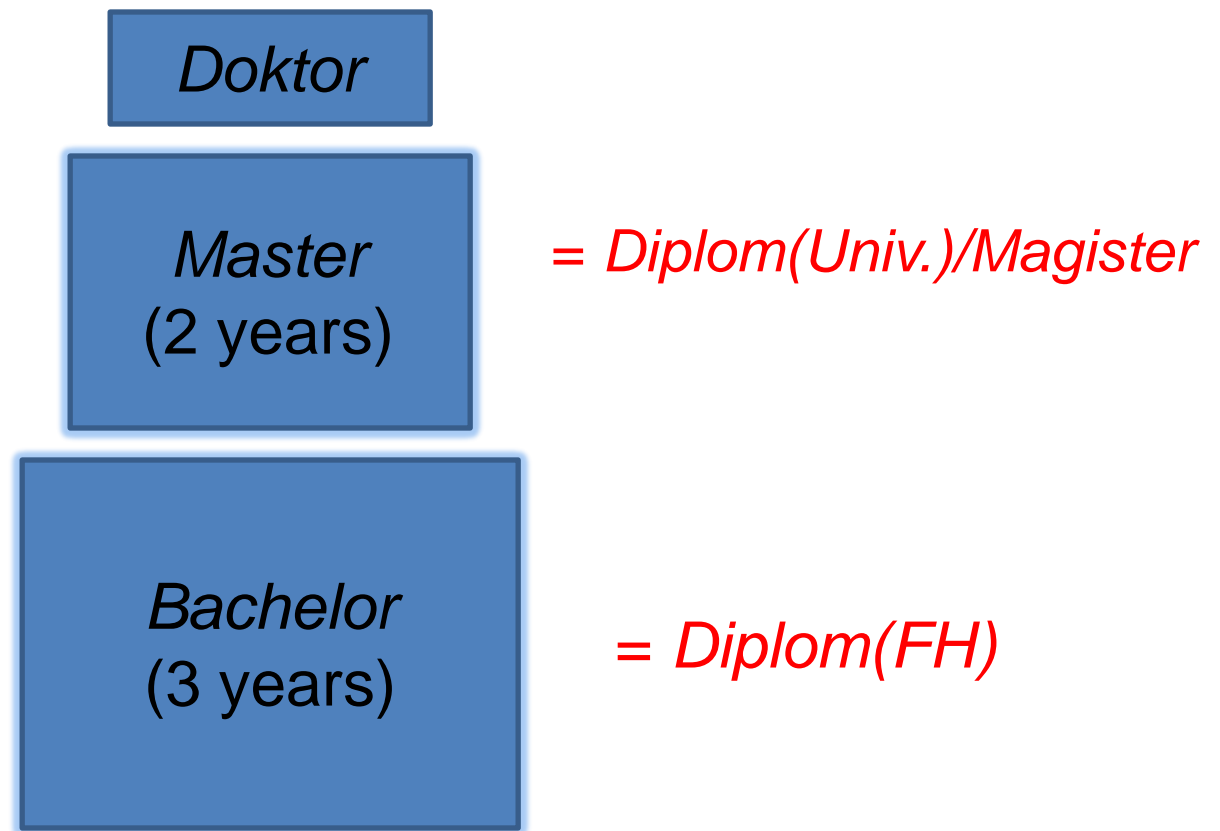 Doktor
Master
(2 years)
= Diplom(Univ.)/Magister
Bachelor
(3 years)
= Diplom(FH)